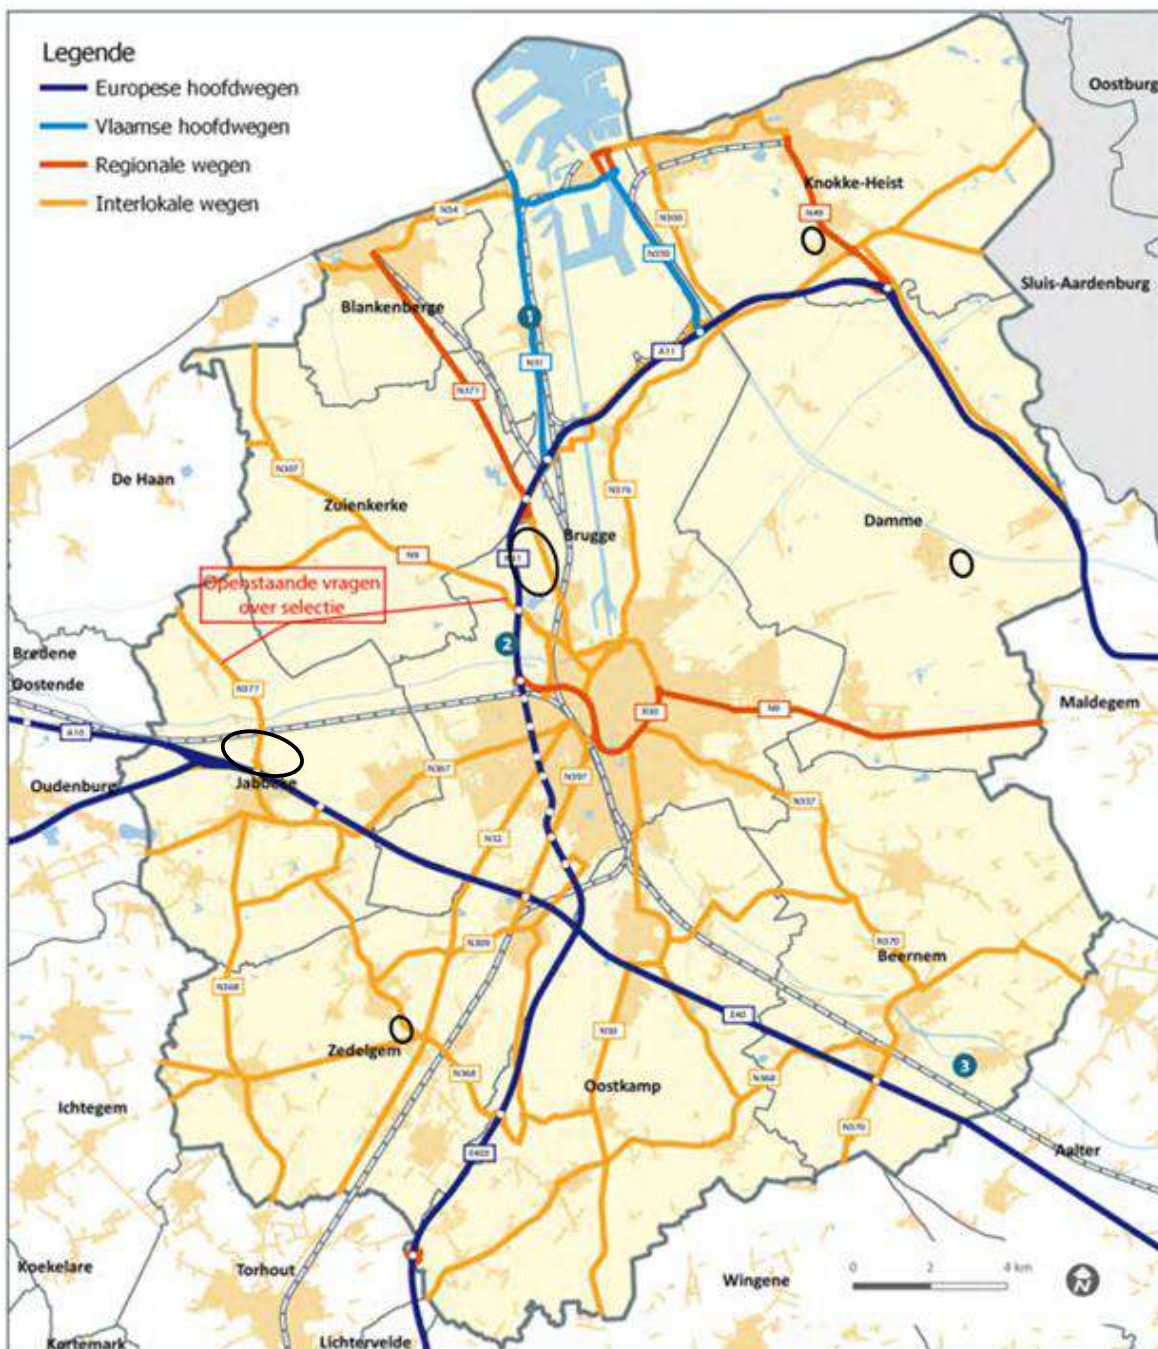 Legende
Europese hoofdwegen
Vlaamse hoofdwegen
Regionale wegen
Interlokale wegen
Oostburg
Knokke-Heist
N34
N300
N49
N350
Sluis-Aardenburg
Blankenberge
1
A11
N31
N371
De Haan
N307
Zuienkerke
N376
Damme
Brugge
N9
Openstaande vragen
over selectie
2
Bredene
Oostende
N377
Maldegem
A10
R30
N9
Oudenburg
Jabbeke
N367
N397
N337
N32
N309
N370
Beernem
N368
E40
N50
Zedelgem
3
N368
Oostkamp
N368
Ichtegem
N370
E403
Aalter
Koekelare
Torhout
Wingene
0 2 4 km
N
Kortemark
Lichtervelde